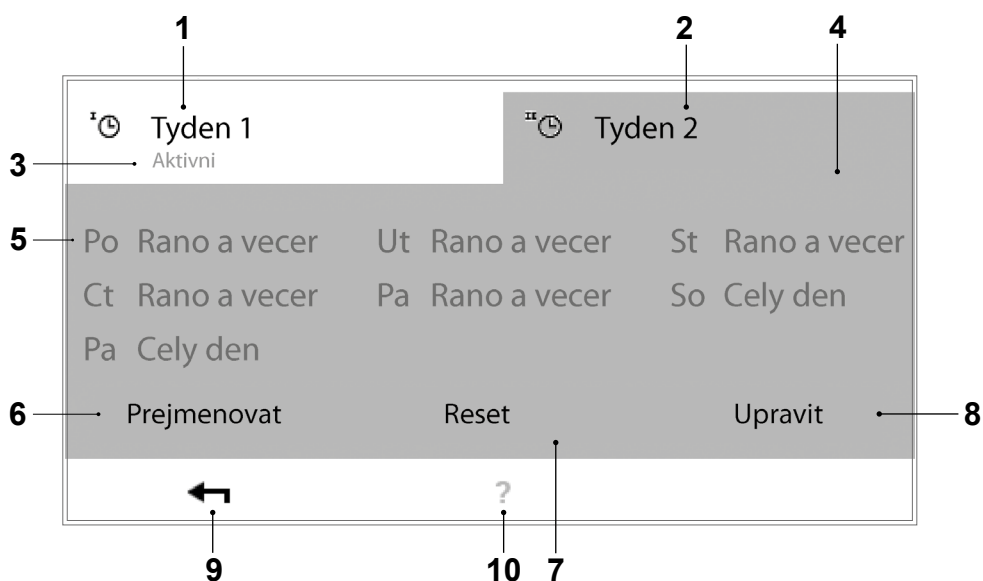 1 2 4
I Tyden 1 II Tyden 2
3 Aktivni
5 Po Rano a vecer Ut Rano a vecer St Rano a vecer
Ct Rano a vecer Pa Rano a vecer So Cely den
Pa Cely den
6 Prejmenovat Reset Upravit 8
?
9 10 7